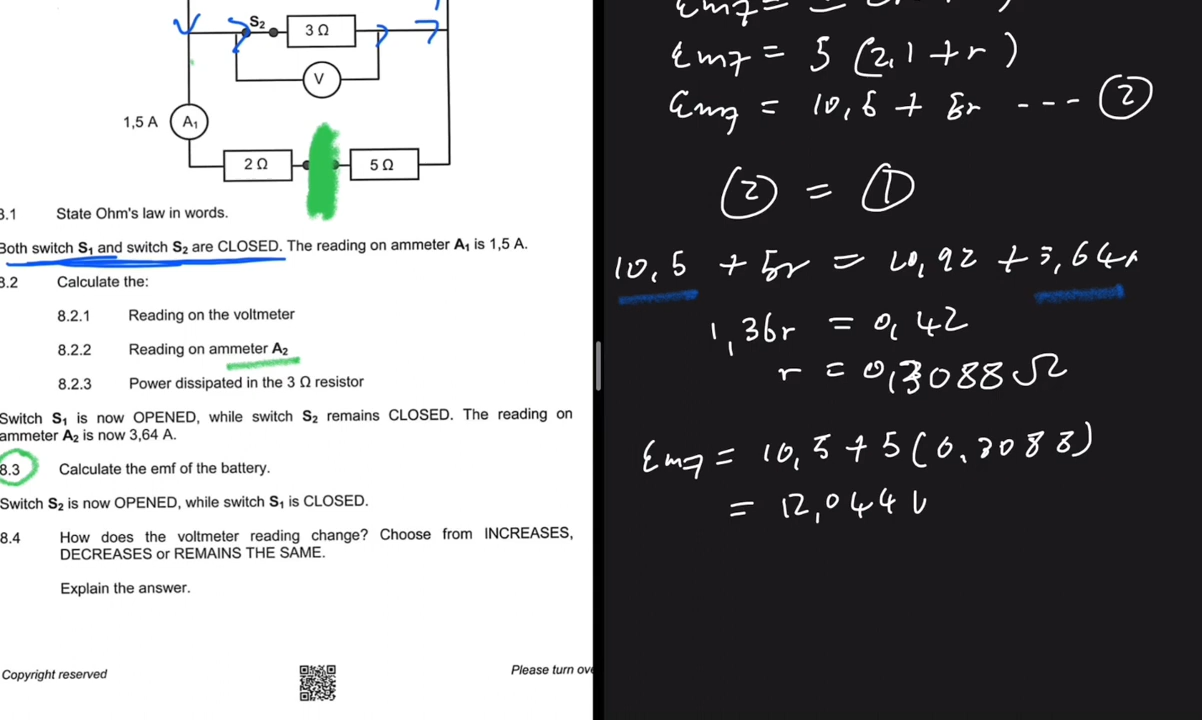 S₂
3 Ω
V
1,5 A
A₁
2 Ω
5 Ω
8.1 State Ohm's law in words.
Both switch S₁ and switch S₂ are CLOSED. The reading on ammeter A₁ is 1,5 A.
8.2 Calculate the:
8.2.1 Reading on the voltmeter
8.2.2 Reading on ammeter A₂
8.2.3 Power dissipated in the 3 Ω resistor
Switch S₁ is now OPENED, while switch S₂ remains CLOSED. The reading on
ammeter A₂ is now 3,64 A.
8.3 Calculate the emf of the battery.
Switch S₂ is now OPENED, while switch S₁ is CLOSED.
8.4 How does the voltmeter reading change? Choose from INCREASES,
DECREASES or REMAINS THE SAME.
Explain the answer.
Copyright reserved
Please turn ove
Emf =
Emf = 5 (2,1 + r)
Emf = 10,5 + 5r --- ②
② = ①
10,5 + 5r = 10,92 + 3,64r
1,36r = 0,42
r = 0,3088 Ω
Emf = 10,5 + 5(0.3088)
= 12,044 V